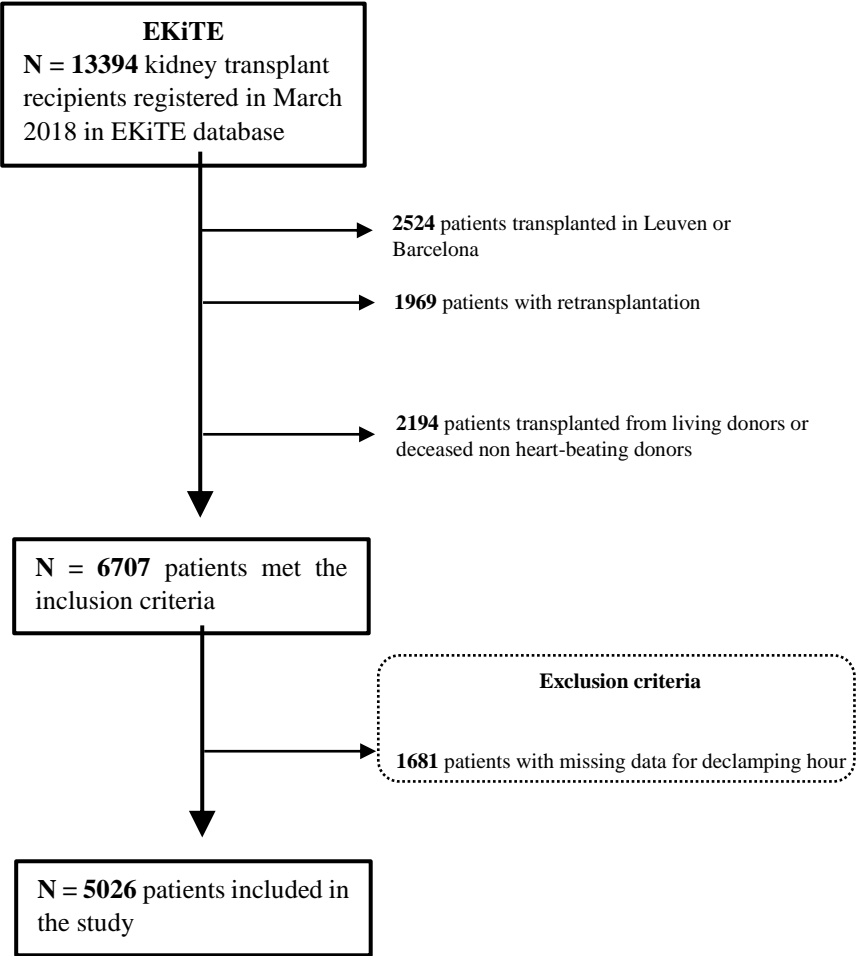 EKiTE
N = 13394 kidney transplant
recipients registered in March
2018 in EKiTE database
2524 patients transplanted in Leuven or
Barcelona
1969 patients with retransplantation
2194 patients transplanted from living donors or
deceased non heart-beating donors
N = 6707 patients met the
inclusion criteria
Exclusion criteria
1681 patients with missing data for declamping hour
N = 5026 patients included in
the study